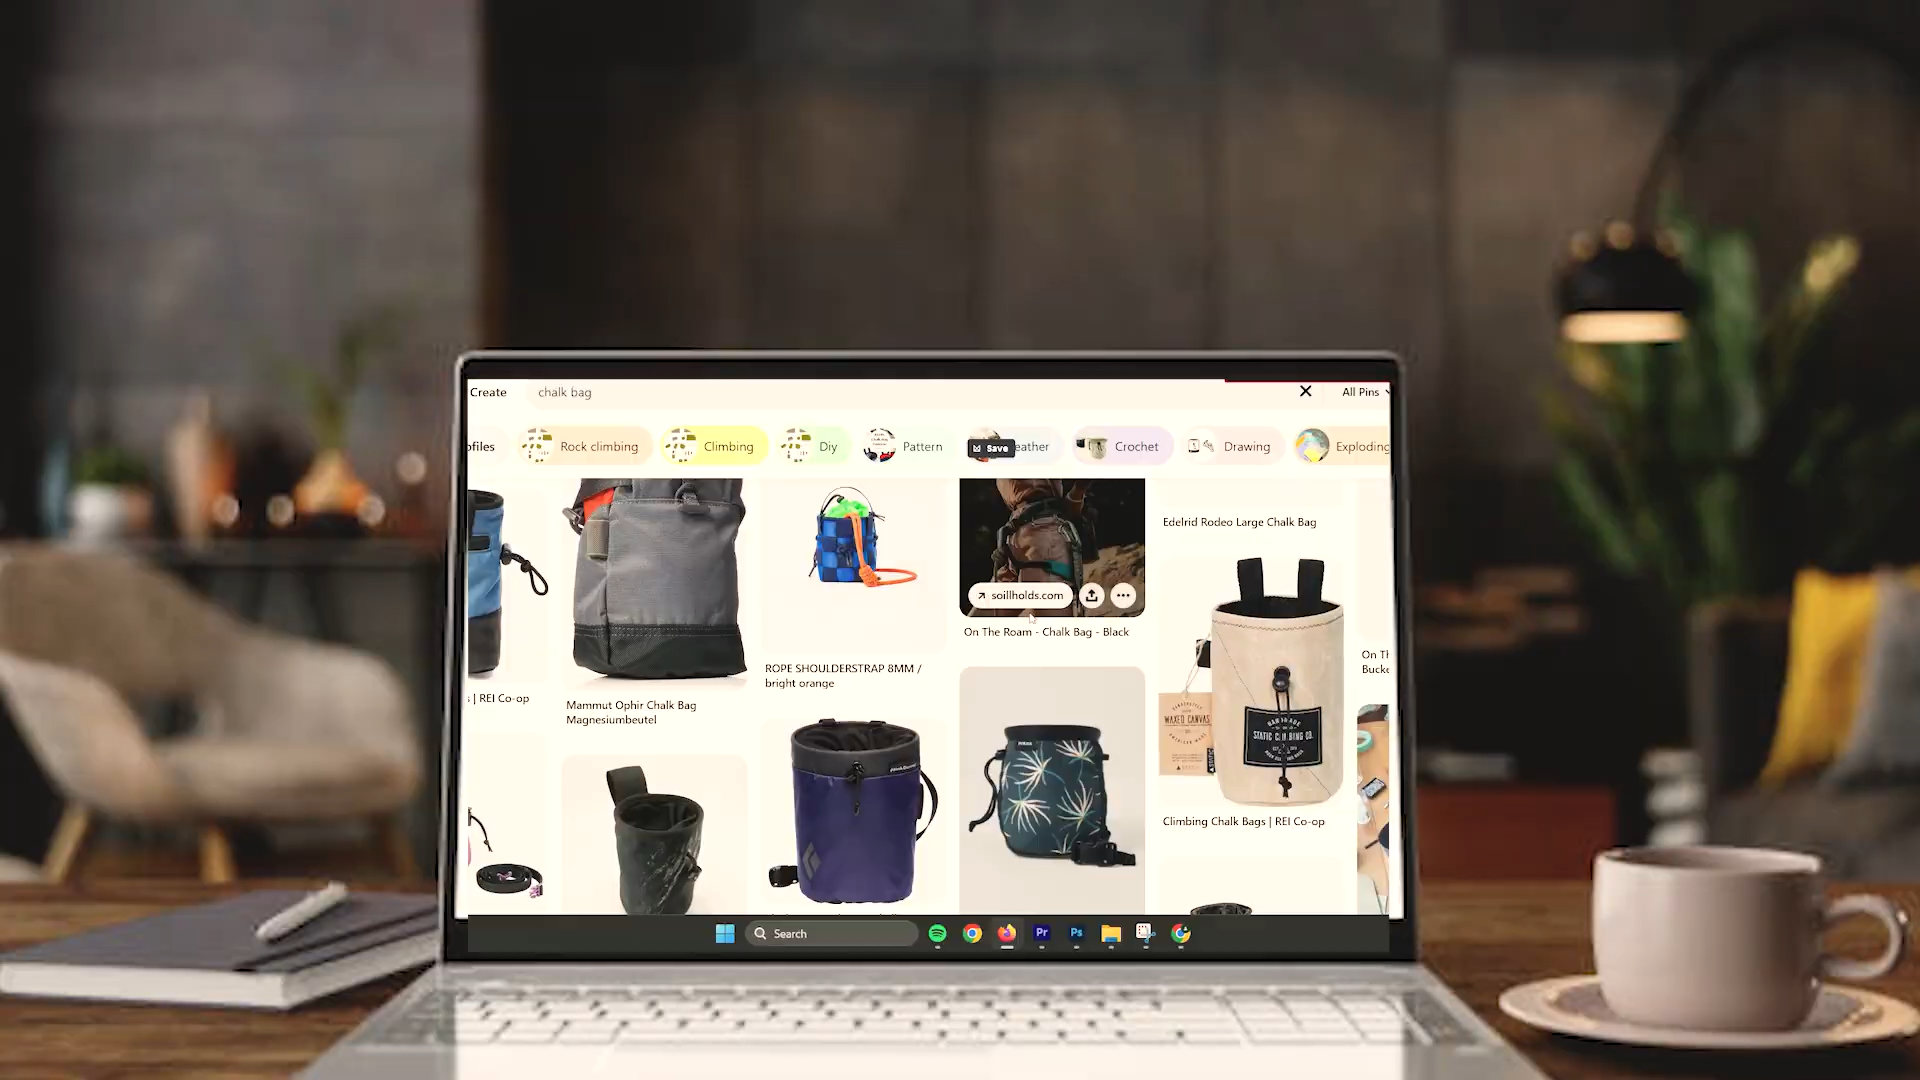 Create
chalk bag
All Pins
ofiles
Rock climbing
Climbing
Diy
Pattern
Save
eather
Crochet
Drawing
Exploding
Edelrid Rodeo Large Chalk Bag
soillholds.com
On The Roam - Chalk Bag - Black
ROPE SHOULDERSTRAP 8MM /
bright orange
On Th
Bucke
s | REI Co-op
Mammut Ophir Chalk Bag
Magnesiumbeutel
WAXED CANVAS
STATIC CLIMBING CO.
Climbing Chalk Bags | REI Co-op
Search
Pr
Ps